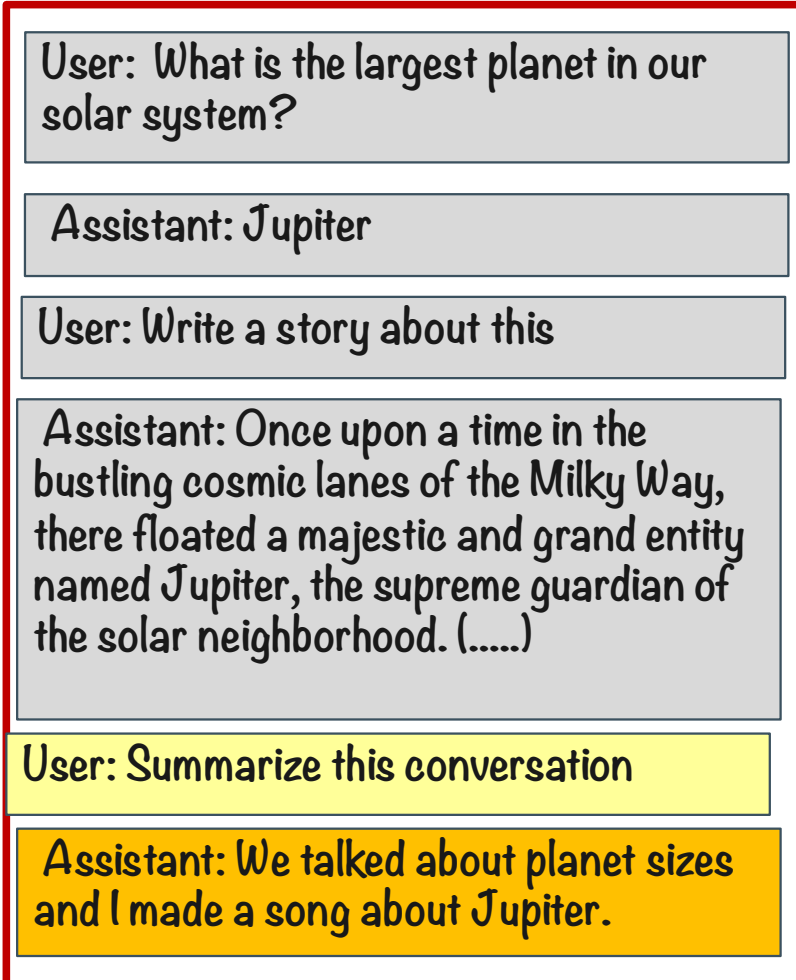 User: What is the largest planet in our
solar system?
Assistant: Jupiter
User: Write a story about this
Assistant: Once upon a time in the
bustling cosmic lanes of the Milky Way,
there floated a majestic and grand entity
named Jupiter, the supreme guardian of
the solar neighborhood. (.....)
User: Summarize this conversation
Assistant: We talked about planet sizes
and I made a song about Jupiter.